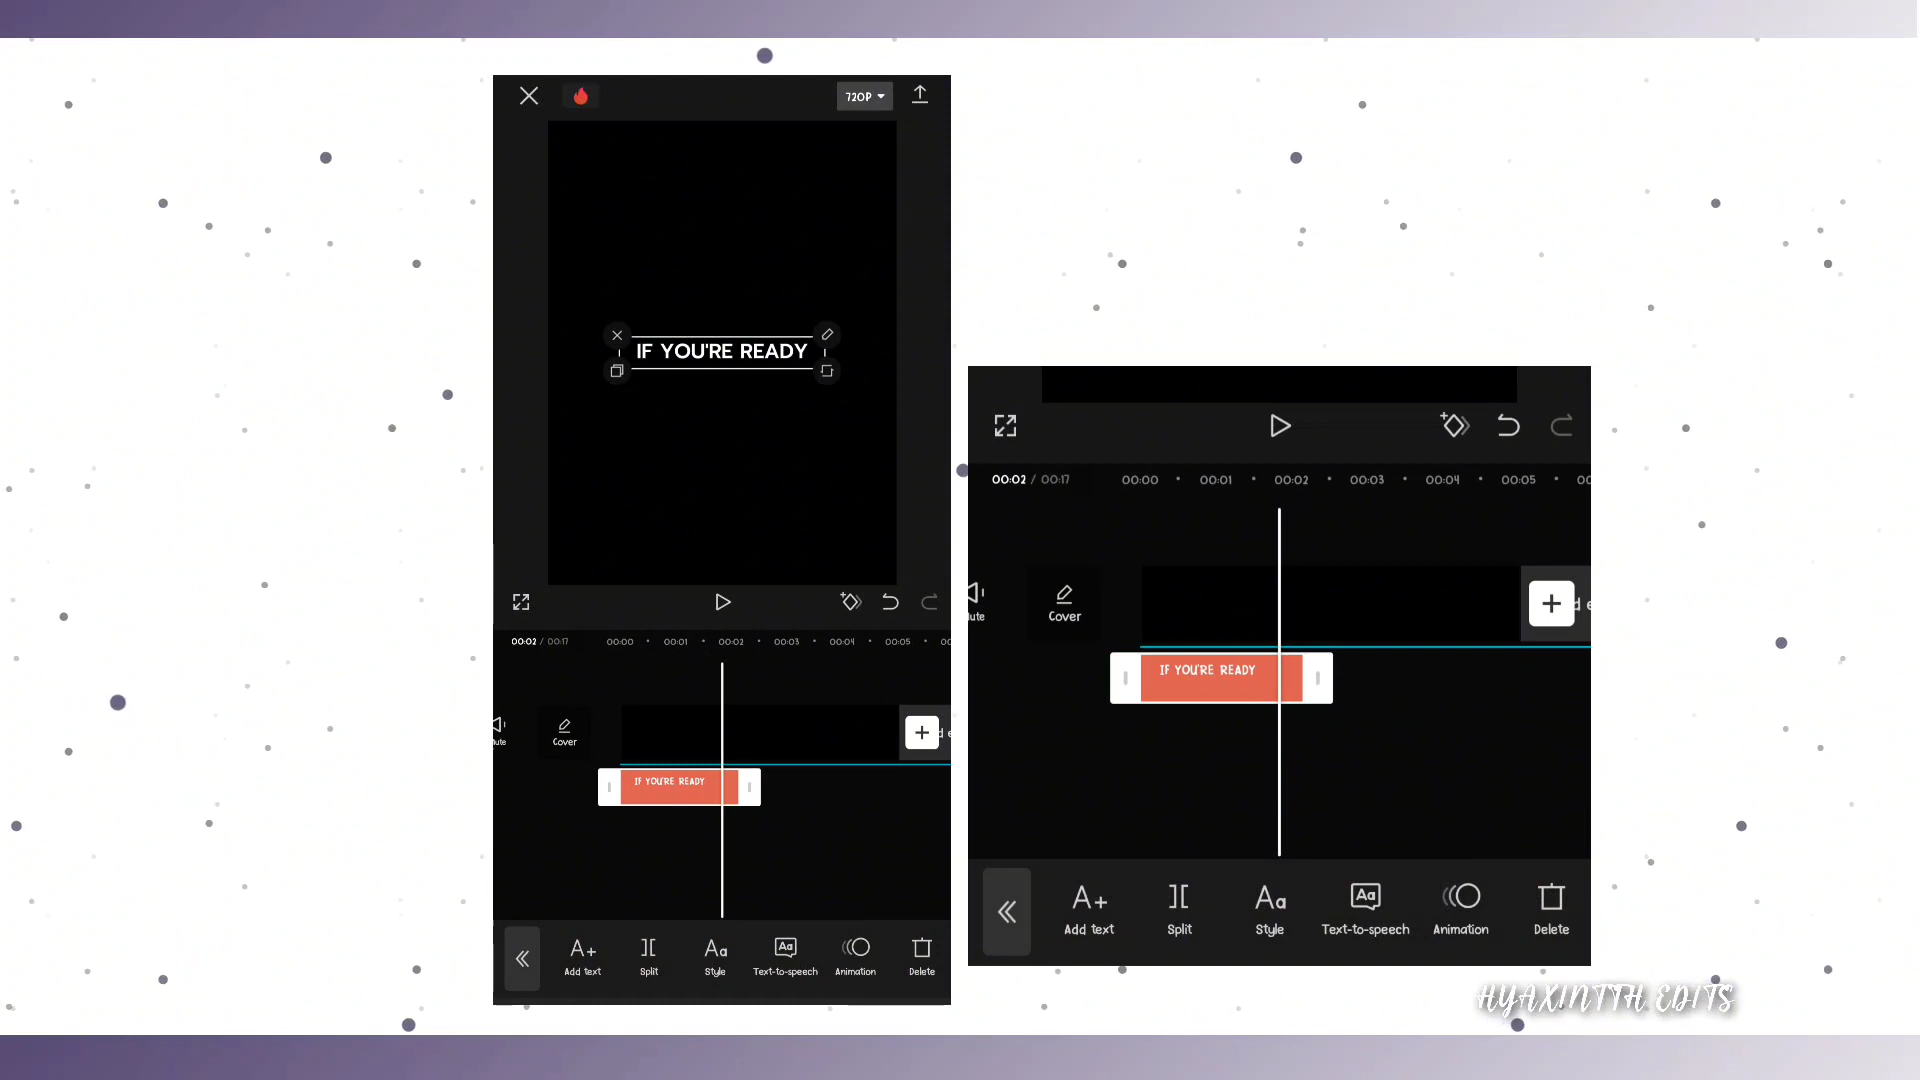 720P
IF YOU'RE READY
00:02 / 00:17 00:00 00:01 00:02 00:03 00:04 00:05 00
Cover
IF YOU'RE READY
Add text Split Style Text-to-speech Animation Delete
00:02 / 00:17 00:00 00:01 00:02 00:03 00:04 00:05 00
Cover
IF YOU'RE READY
Add text Split Style Text-to-speech Animation Delete
HYAXINTTH EDITS